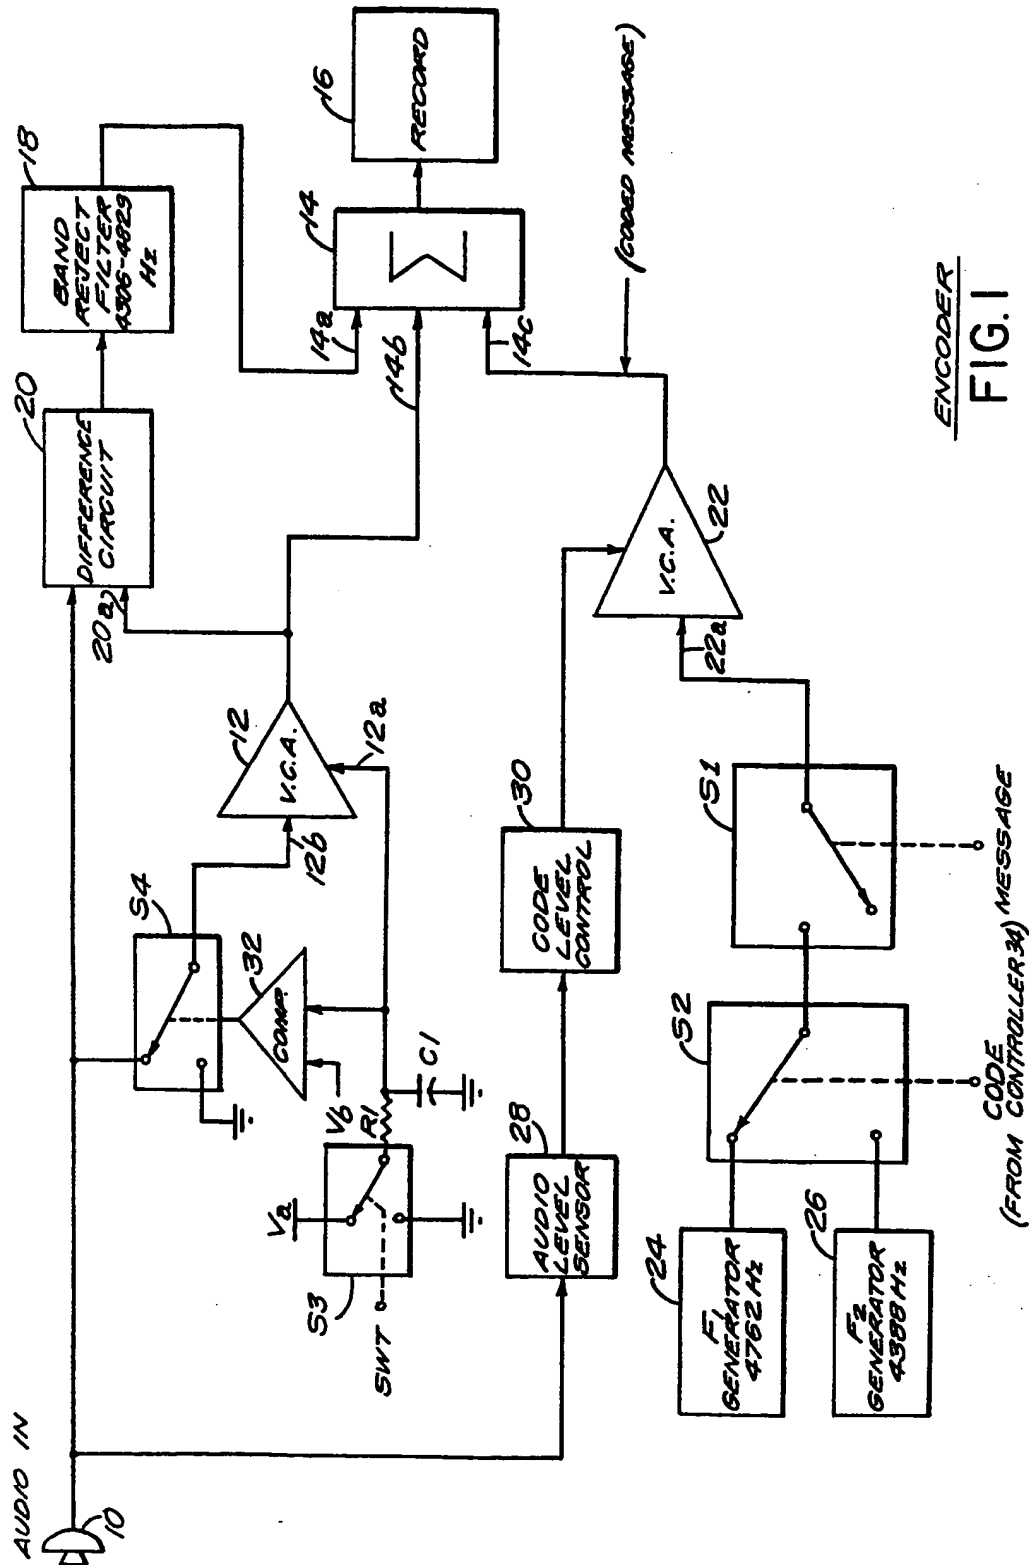 AUDIO IN
10
20
DIFFERENCE
CIRCUIT
20a
18
BAND
REJECT
FILTER
4306-4829
Hz
S4
32
COMP.
Vb
12
V.C.A.
12a
12b
Va
S3
SWT
R1
C1
14
Σ
14a
14b
14c
16
RECORD
28
AUDIO
LEVEL
SENSOR
30
CODE
LEVEL
CONTROL
V.C.A.
22
22a
(CODED MESSAGE)
24
F1
GENERATOR
4762 Hz
26
F2
GENERATOR
4388 Hz
S2
S1
CODE
(FROM CONTROLLER 34)
MESSAGE
ENCODER
FIG. 1